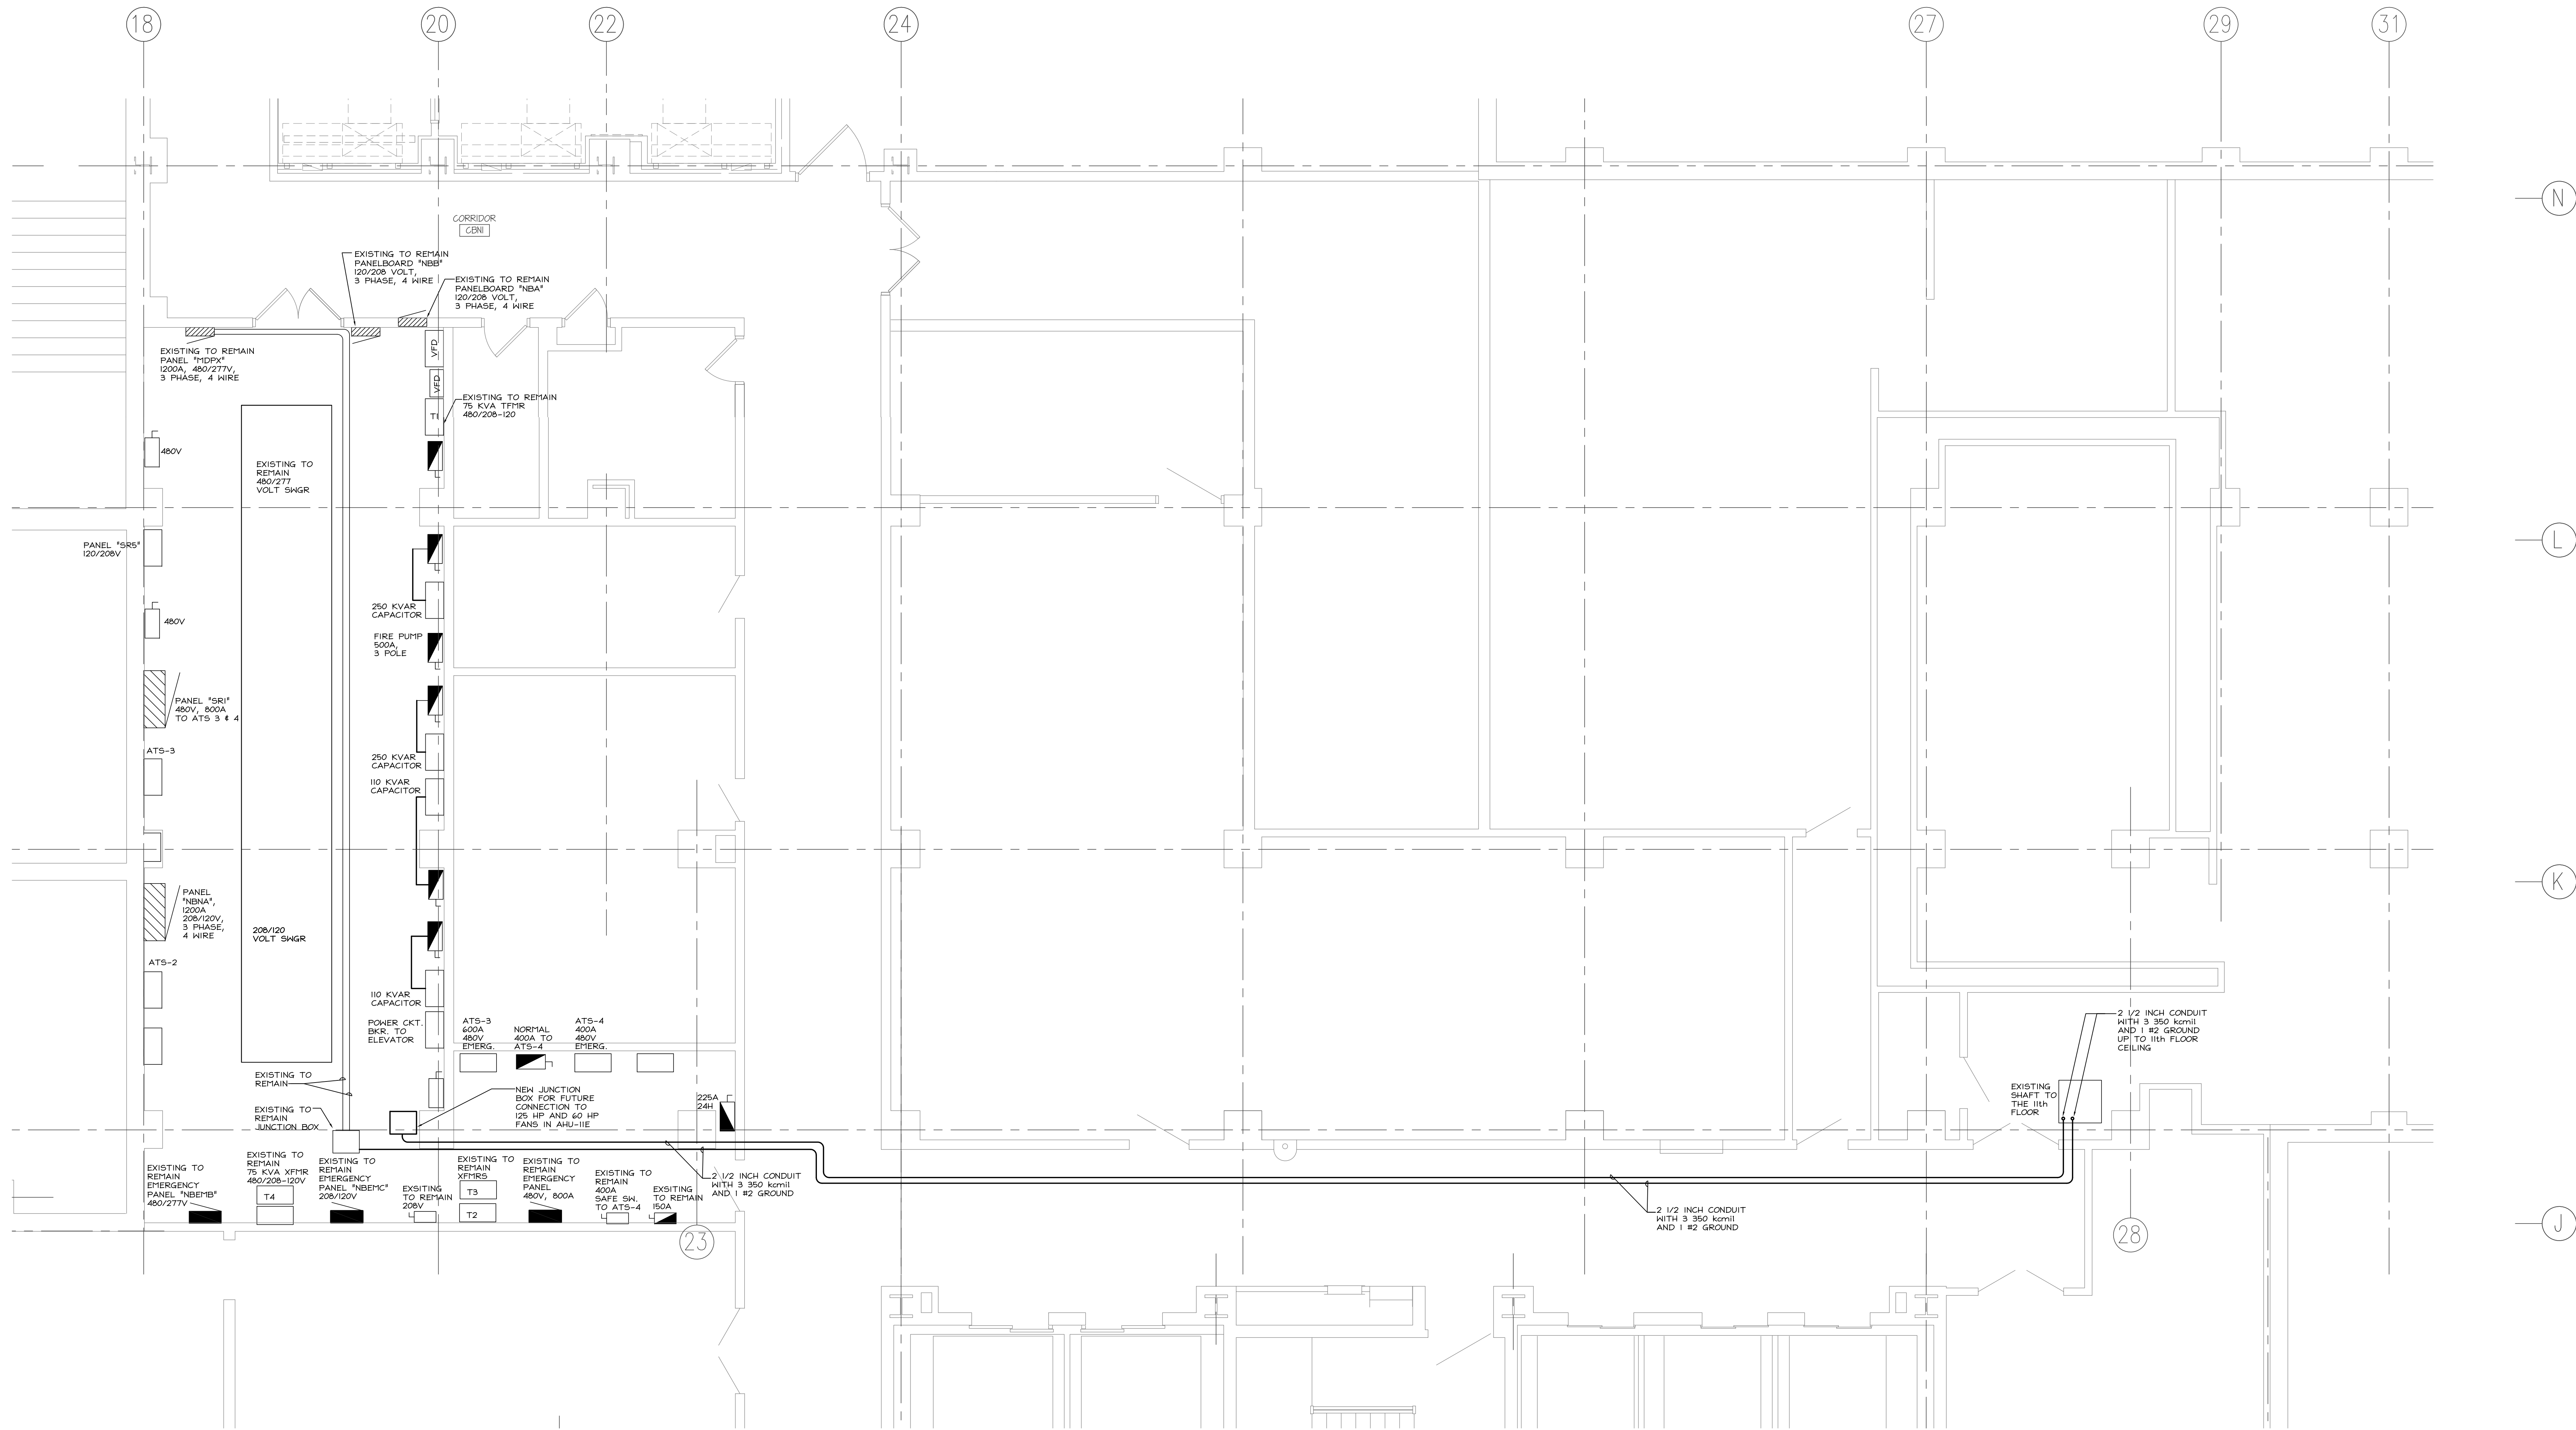 18
20
22
24
27
29
31
N
CORRIDOR
CBN1
EXISTING TO REMAIN
PANELBOARD "NBB"
120/208 VOLT,
3 PHASE, 4 WIRE
EXISTING TO REMAIN
PANELBOARD "NBA"
120/208 VOLT,
3 PHASE, 4 WIRE
EXISTING TO REMAIN
PANEL "MDPX"
1200A, 480/277V,
3 PHASE, 4 WIRE
VFD
VFD
T1
EXISTING TO REMAIN
75 KVA TFMR
480/208-120
480V
EXISTING TO
REMAIN
480/277
VOLT SWGR
L
PANEL "SR5"
120/208V
250 KVAR
CAPACITOR
480V
FIRE PUMP
500A,
3 POLE
PANEL "SR1"
480V, 800A
TO ATS 3 & 4
ATS-3
250 KVAR
CAPACITOR
110 KVAR
CAPACITOR
K
PANEL
"NBNA",
1200A
208/120V,
3 PHASE,
4 WIRE
208/120
VOLT SWGR
ATS-2
110 KVAR
CAPACITOR
POWER CKT.
BKR. TO
ELEVATOR
ATS-3
600A
480V
EMERG.
NORMAL
400A TO
ATS-4
ATS-4
400A
480V
EMERG.
2 1/2 INCH CONDUIT
WITH 3 350 kcmil
AND 1 #2 GROUND
UP TO 11th FLOOR
CEILING
EXISTING TO
REMAIN
NEW JUNCTION
BOX FOR FUTURE
CONNECTION TO
125 HP AND 60 HP
FANS IN AHU-11E
225A
24H
EXISTING
SHAFT TO
THE 11th
FLOOR
EXISTING TO
REMAIN
JUNCTION BOX
EXISTING TO
REMAIN
EMERGENCY
PANEL "NBEMB"
480/277V
EXISTING TO
REMAIN
75 KVA XFMR
480/208-120V
T4
EXISTING TO
REMAIN
EMERGENCY
PANEL "NBEMC"
208/120V
EXSITING
TO REMAIN
208V
EXISTING TO
REMAIN
XFMRS
T3
T2
EXISTING TO
REMAIN
EMERGENCY
PANEL
480V, 800A
EXISTING TO
REMAIN
400A
SAFE SW.
TO ATS-4
EXSITING
TO REMAIN
150A
2 1/2 INCH CONDUIT
WITH 3 350 kcmil
AND 1 #2 GROUND
2 1/2 INCH CONDUIT
WITH 3 350 kcmil
AND 1 #2 GROUND
J
23
28